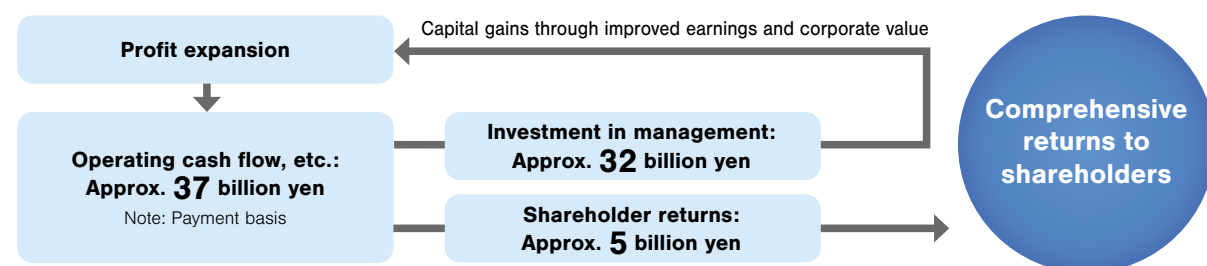 Capital gains through improved earnings and corporate value
Profit expansion
Operating cash flow, etc.:
Approx. 37 billion yen
Note: Payment basis
Investment in management:
Approx. 32 billion yen
Shareholder returns:
Approx. 5 billion yen
Comprehensive
returns to
shareholders